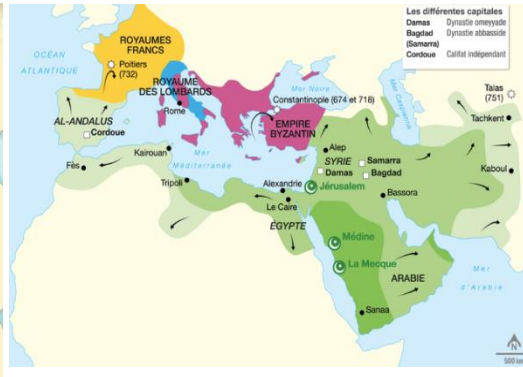 Les différentes capitales
Damas Dynastie omeyyade
Bagdad Dynastie abbasside
(Samarra)
Cordoue Califat indépendant
ROYAUMES
FRANCS
OCÉAN
ATLANTIQUE
Poitiers
(732)
ROYAUME
DES LOMBARDS
Mer Noire
Mer Caspienne
Talas
(751)
Constantinople (674 et 718)
Rome
EMPIRE
BYZANTIN
Tachkent
AL-ANDALUS
Cordoue
Alep
SYRIE
Samarra
Damas
Bagdad
Kaboul
Kairouan
Mer
Méditerranée
Fès
Tripoli
Alexandrie
Jérusalem
Bassora
Le Caire
ÉGYPTE
Médine
La Mecque
ARABIE
Mer
d'Arabie
Sanaa
N
500 km